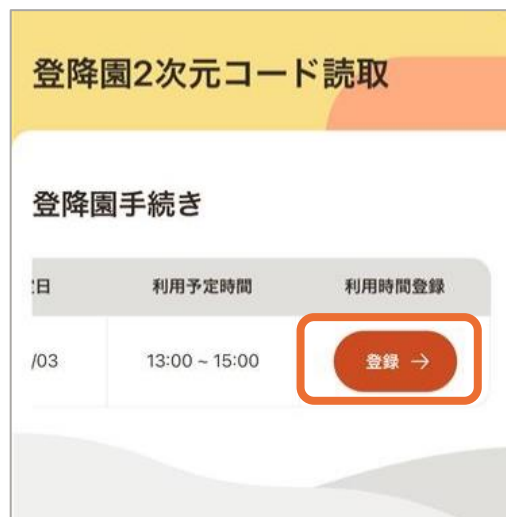 登降園2次元コード読取
登降園手続き
日 利用予定時間 利用時間登録
/03 13:00 ~ 15:00 登録 →